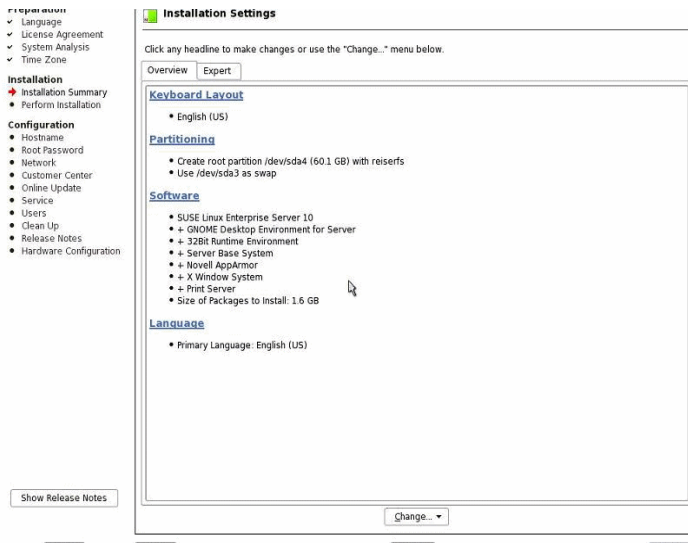 Preparation
Language
License Agreement
System Analysis
Time Zone
Installation
Installation Summary
Perform Installation
Configuration
Hostname
Root Password
Network
Customer Center
Online Update
Service
Users
Clean Up
Release Notes
Hardware Configuration
Show Release Notes
Installation Settings
Click any headline to make changes or use the "Change..." menu below.
Overview Expert
Keyboard Layout
English (US)
Partitioning
Create root partition /dev/sda4 (60.1 GB) with reiserfs
Use /dev/sda3 as swap
Software
SUSE Linux Enterprise Server 10
+ GNOME Desktop Environment for Server
+ 32Bit Runtime Environment
+ Server Base System
+ Novell AppArmor
+ X Window System
+ Print Server
Size of Packages to Install: 1.6 GB
Language
Primary Language: English (US)
Change...